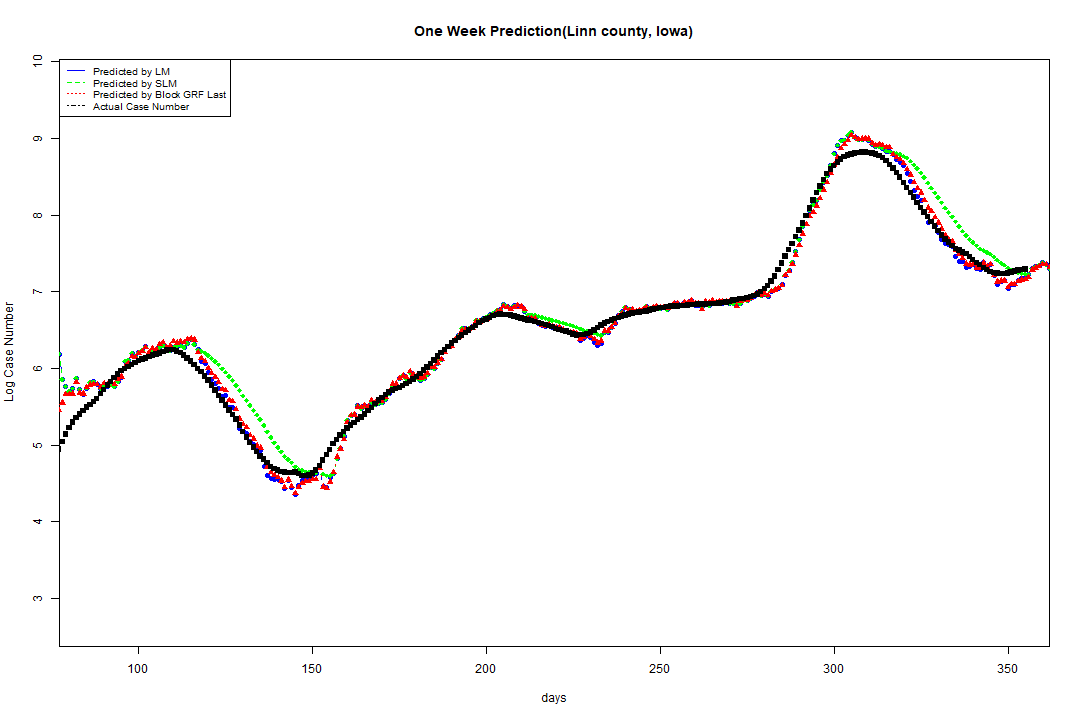 One Week Prediction(Linn county, Iowa)
Predicted by LM
Predicted by SLM
Predicted by Block GRF Last
Actual Case Number
Log Case Number
10
9
8
7
6
5
4
3
100 150 200 250 300 350
days